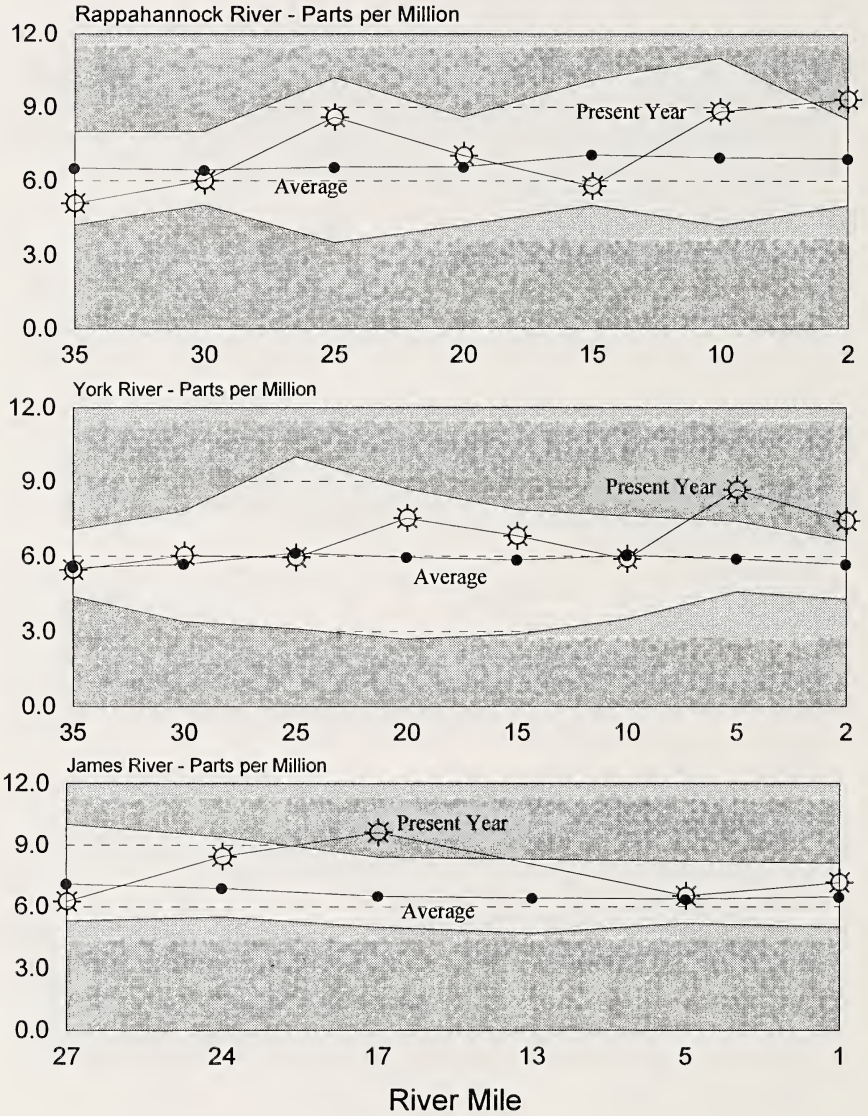 Rappahannock River - Parts per Million
12.0
9.0
Present Year
6.0
Average
3.0
0.0
35 30 25 20 15 10 2
York River - Parts per Million
12.0
9.0
Present Year
6.0
Average
3.0
0.0
35 30 25 20 15 10 5 2
James River - Parts per Million
12.0
Present Year
9.0
6.0
Average
3.0
0.0
27 24 17 13 5 1
River Mile